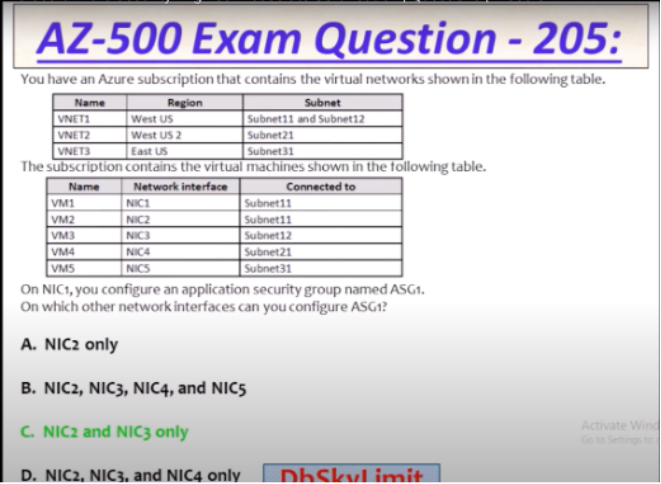 AZ-500 Exam Question - 205:
You have an Azure subscription that contains the virtual networks shown in the following table.
Name Region Subnet
VNET1 West US Subnet11 and Subnet12
VNET2 West US 2 Subnet21
VNET3 East US Subnet31
The subscription contains the virtual machines shown in the following table.
Name Network interface Connected to
VM1 NIC1 Subnet11
VM2 NIC2 Subnet11
VM3 NIC3 Subnet12
VM4 NIC4 Subnet21
VM5 NIC5 Subnet31
On NIC1, you configure an application security group named ASG1.
On which other network interfaces can you configure ASG1?
A. NIC2 only
B. NIC2, NIC3, NIC4, and NIC5
C. NIC2 and NIC3 only
Activate Wind
Go to Settings to
D. NIC2, NIC3, and NIC4 only
DbSkyLimit